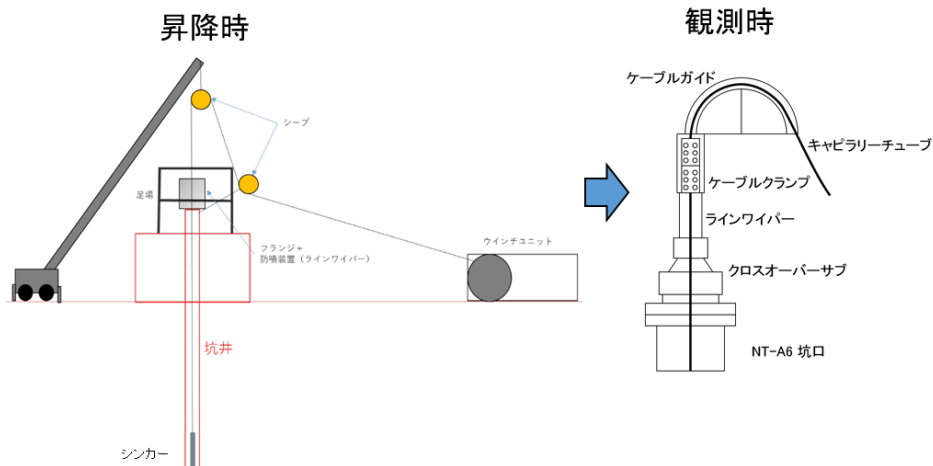 昇降時
シーブ
足場
フランジ+
防噴装置（ラインワイパー）
ウインチユニット
坑井
シンカー
観測時
ケーブルガイド
キャピラリーチューブ
ケーブルクランプ
ラインワイパー
クロスオーバーサブ
NT-A6 坑口